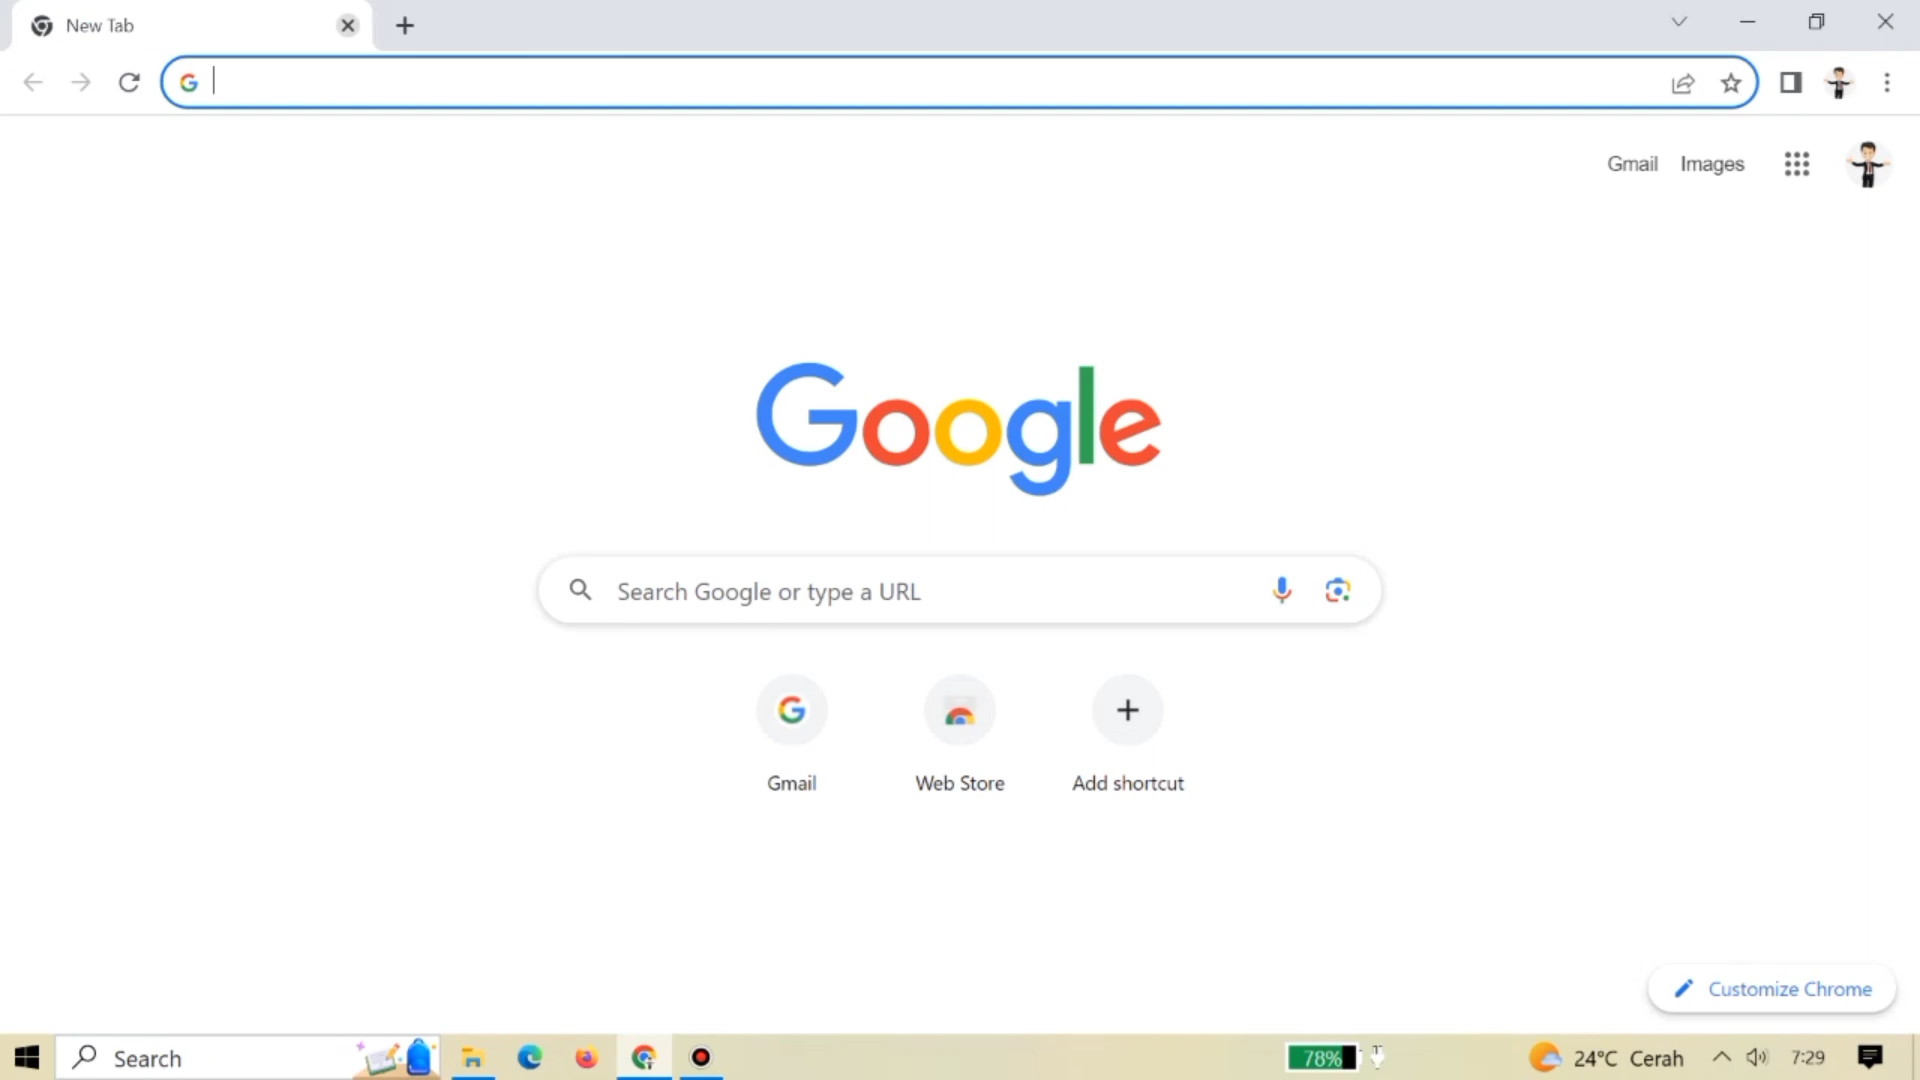 New Tab
Gmail Images
Google
Search Google or type a URL
Gmail
Web Store
Add shortcut
Customize Chrome
Search
78%
24°C Cerah
7:29